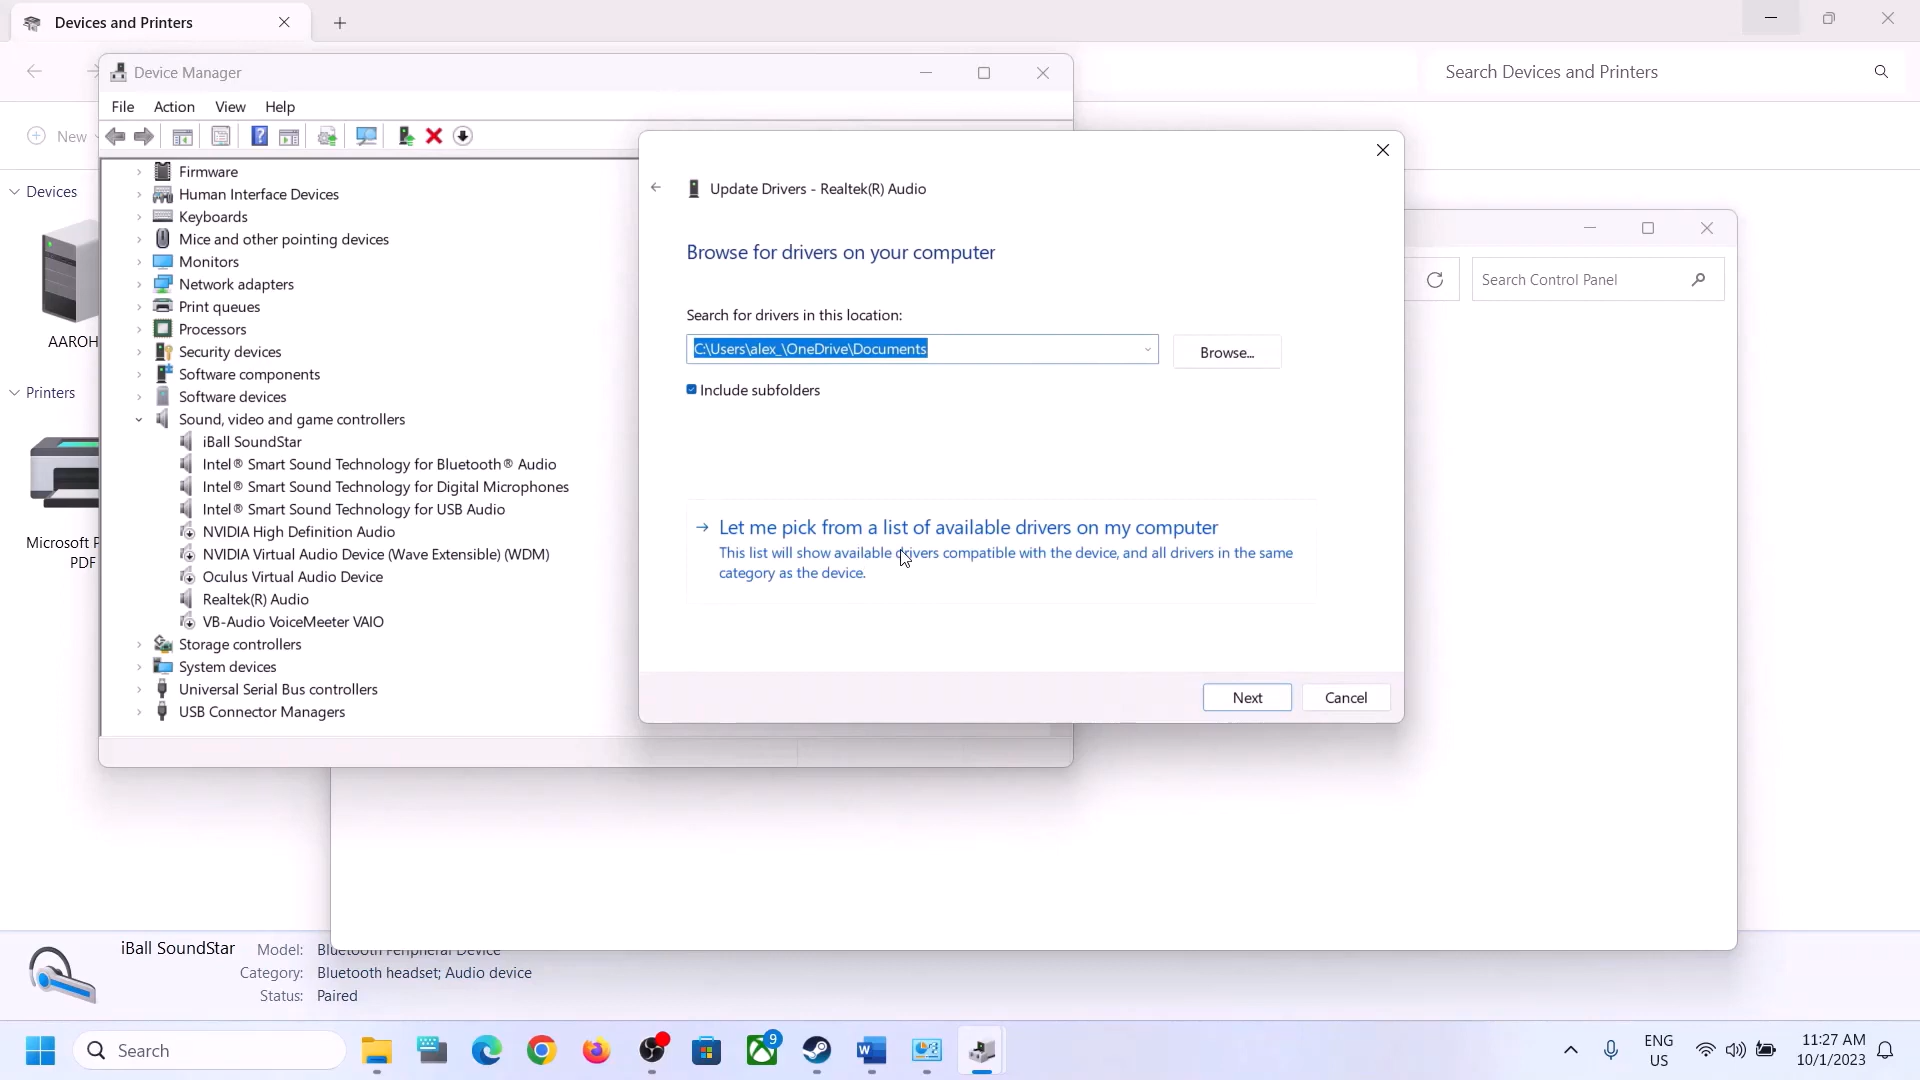 Devices and Printers
Search Devices and Printers
Device Manager
File Action View Help
New
Devices
AAROH
Printers
Microsoft P
PDF
Firmware
Human Interface Devices
Keyboards
Mice and other pointing devices
Monitors
Network adapters
Print queues
Processors
Security devices
Software components
Software devices
Sound, video and game controllers
iBall SoundStar
Intel® Smart Sound Technology for Bluetooth® Audio
Intel® Smart Sound Technology for Digital Microphones
Intel® Smart Sound Technology for USB Audio
NVIDIA High Definition Audio
NVIDIA Virtual Audio Device (Wave Extensible) (WDM)
Oculus Virtual Audio Device
Realtek(R) Audio
VB-Audio VoiceMeeter VAIO
Storage controllers
System devices
Universal Serial Bus controllers
USB Connector Managers
Update Drivers - Realtek(R) Audio
Browse for drivers on your computer
Search for drivers in this location:
C:\Users\alex_\OneDrive\Documents
Browse...
Include subfolders
Let me pick from a list of available drivers on my computer
This list will show available drivers compatible with the device, and all drivers in the same
category as the device.
Next
Cancel
Search Control Panel
iBall SoundStar
Model: Bluetooth Peripheral Device
Category: Bluetooth headset; Audio device
Status: Paired
Search
9
ENG
US
11:27 AM
10/1/2023